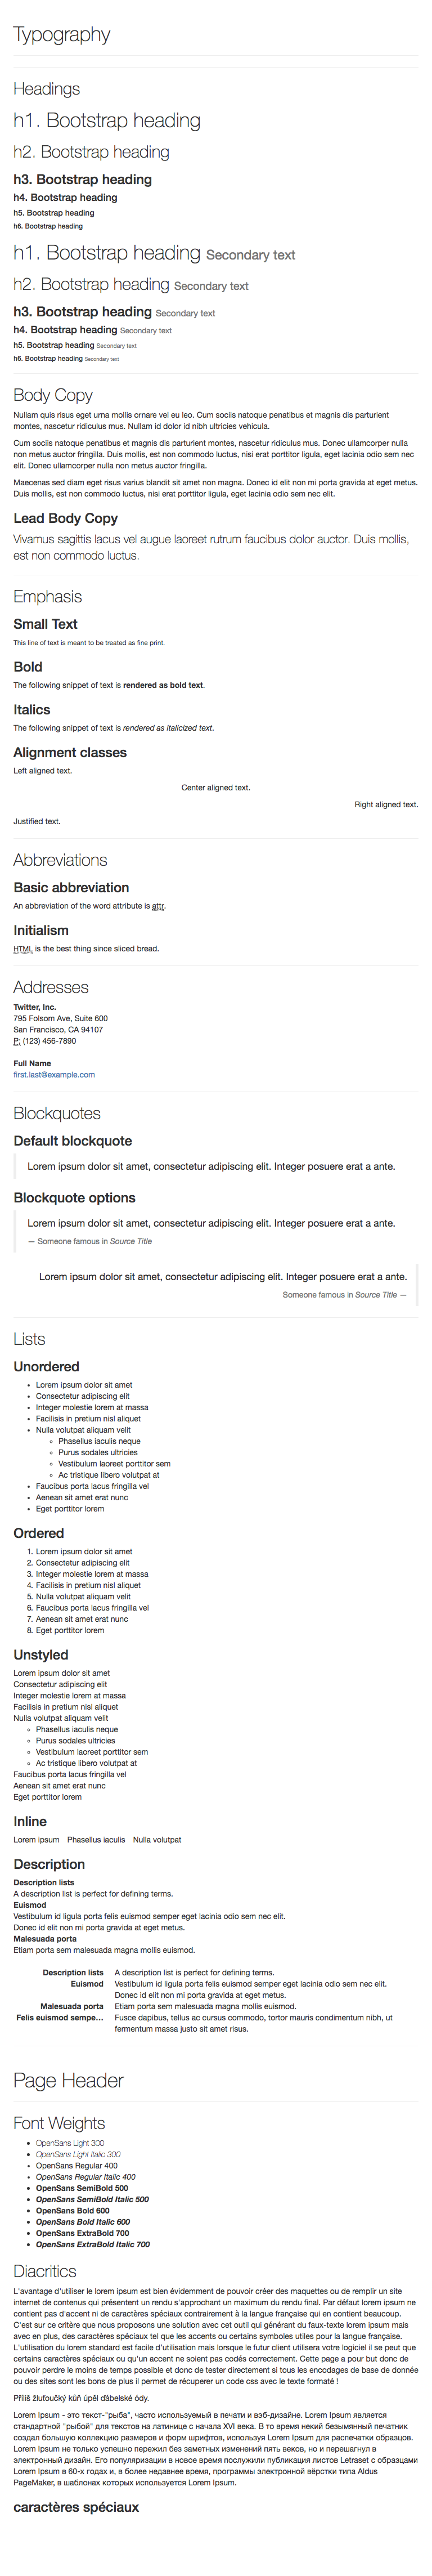 Typography
Headings
h1. Bootstrap heading
h2. Bootstrap heading
h3. Bootstrap heading
h4. Bootstrap heading
h5. Bootstrap heading
h6. Bootstrap heading
h1. Bootstrap heading Secondary text
h2. Bootstrap heading Secondary text
h3. Bootstrap heading Secondary text
h4. Bootstrap heading Secondary text
h5. Bootstrap heading Secondary text
h6. Bootstrap heading Secondary text
Body Copy
Nullam quis risus eget urna mollis ornare vel eu leo. Cum sociis natoque penatibus et magnis dis parturient
montes, nascetur ridiculus mus. Nullam id dolor id nibh ultricies vehicula.
Cum sociis natoque penatibus et magnis dis parturient montes, nascetur ridiculus mus. Donec ullamcorper nulla
non metus auctor fringilla. Duis mollis, est non commodo luctus, nisi erat porttitor ligula, eget lacinia odio sem nec
elit. Donec ullamcorper nulla non metus auctor fringilla.
Maecenas sed diam eget risus varius blandit sit amet non magna. Donec id elit non mi porta gravida at eget metus.
Duis mollis, est non commodo luctus, nisi erat porttitor ligula, eget lacinia odio sem nec elit.
Lead Body Copy
Vivamus sagittis lacus vel augue laoreet rutrum faucibus dolor auctor. Duis mollis,
est non commodo luctus.
Emphasis
Small Text
This line of text is meant to be treated as fine print.
Bold
The following snippet of text is rendered as bold text.
Italics
The following snippet of text is rendered as italicized text.
Alignment classes
Left aligned text.
Center aligned text.
Right aligned text.
Justified text.
Abbreviations
Basic abbreviation
An abbreviation of the word attribute is attr.
Initialism
HTML is the best thing since sliced bread.
Addresses
Twitter, Inc.
795 Folsom Ave, Suite 600
San Francisco, CA 94107
P: (123) 456-7890
Full Name
first.last@example.com
Blockquotes
Default blockquote
Lorem ipsum dolor sit amet, consectetur adipiscing elit. Integer posuere erat a ante.
Blockquote options
Lorem ipsum dolor sit amet, consectetur adipiscing elit. Integer posuere erat a ante.
— Someone famous in Source Title
Lorem ipsum dolor sit amet, consectetur adipiscing elit. Integer posuere erat a ante.
Someone famous in Source Title —
Lists
Unordered
• Lorem ipsum dolor sit amet
• Consectetur adipiscing elit
• Integer molestie lorem at massa
• Facilisis in pretium nisl aliquet
• Nulla volutpat aliquam velit
◦ Phasellus iaculis neque
◦ Purus sodales ultricies
◦ Vestibulum laoreet porttitor sem
◦ Ac tristique libero volutpat at
• Faucibus porta lacus fringilla vel
• Aenean sit amet erat nunc
• Eget porttitor lorem
Ordered
1. Lorem ipsum dolor sit amet
2. Consectetur adipiscing elit
3. Integer molestie lorem at massa
4. Facilisis in pretium nisl aliquet
5. Nulla volutpat aliquam velit
6. Faucibus porta lacus fringilla vel
7. Aenean sit amet erat nunc
8. Eget porttitor lorem
Unstyled
Lorem ipsum dolor sit amet
Consectetur adipiscing elit
Integer molestie lorem at massa
Facilisis in pretium nisl aliquet
Nulla volutpat aliquam velit
◦ Phasellus iaculis neque
◦ Purus sodales ultricies
◦ Vestibulum laoreet porttitor sem
◦ Ac tristique libero volutpat at
Faucibus porta lacus fringilla vel
Aenean sit amet erat nunc
Eget porttitor lorem
Inline
Lorem ipsum Phasellus iaculis Nulla volutpat
Description
Description lists
A description list is perfect for defining terms.
Euismod
Vestibulum id ligula porta felis euismod semper eget lacinia odio sem nec elit.
Donec id elit non mi porta gravida at eget metus.
Malesuada porta
Etiam porta sem malesuada magna mollis euismod.
Description lists A description list is perfect for defining terms.
Euismod Vestibulum id ligula porta felis euismod semper eget lacinia odio sem nec elit.
Donec id elit non mi porta gravida at eget metus.
Malesuada porta Etiam porta sem malesuada magna mollis euismod.
Felis euismod sempe... Fusce dapibus, tellus ac cursus commodo, tortor mauris condimentum nibh, ut
fermentum massa justo sit amet risus.
Page Header
Font Weights
• OpenSans Light 300
• OpenSans Light Italic 300
• OpenSans Regular 400
• OpenSans Regular Italic 400
• OpenSans SemiBold 500
• OpenSans SemiBold Italic 500
• OpenSans Bold 600
• OpenSans Bold Italic 600
• OpenSans ExtraBold 700
• OpenSans ExtraBold Italic 700
Diacritics
L'avantage d'utiliser le lorem ipsum est bien évidemment de pouvoir créer des maquettes ou de remplir un site
internet de contenus qui présentent un rendu s'approchant un maximum du rendu final. Par défaut lorem ipsum ne
contient pas d'accent ni de caractères spéciaux contrairement à la langue française qui en contient beaucoup.
C'est sur ce critère que nous proposons une solution avec cet outil qui générant du faux-texte lorem ipsum mais
avec en plus, des caractères spéciaux tel que les accents ou certains symboles utiles pour la langue française.
L'utilisation du lorem standard est facile d'utilisation mais lorsque le futur client utilisera votre logiciel il se peut que
certains caractères spéciaux ou qu'un accent ne soient pas codés correctement. Cette page a pour but donc de
pouvoir perdre le moins de temps possible et donc de tester directement si tous les encodages de base de donnée
ou des sites sont les bons de plus il permet de récuperer un code css avec le texte formaté !
Příliš žluťoučký kůň úpěl ďábelské ódy.
Lorem Ipsum - это текст-"рыба", часто используемый в печати и вэб-дизайне. Lorem Ipsum является
стандартной "рыбой" для текстов на латинице с начала XVI века. В то время некий безымянный печатник
создал большую коллекцию размеров и форм шрифтов, используя Lorem Ipsum для распечатки образцов.
Lorem Ipsum не только успешно пережил без заметных изменений пять веков, но и перешагнул в
электронный дизайн. Его популяризации в новое время послужили публикация листов Letraset с образцами
Lorem Ipsum в 60-х годах и, в более недавнее время, программы электронной вёрстки типа Aldus
PageMaker, в шаблонах которых используется Lorem Ipsum.
caractères spéciaux